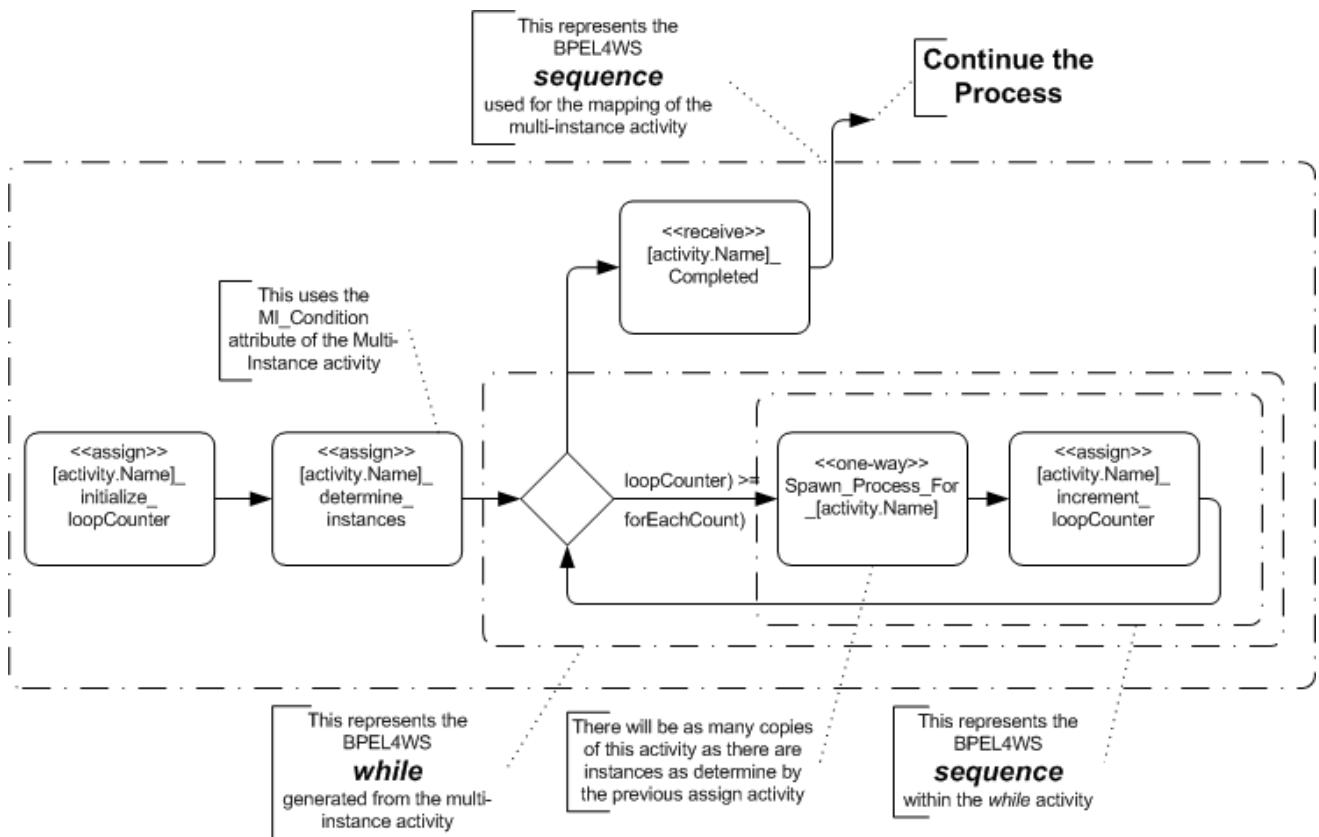 This represents the
BPEL4WS
sequence
used for the mapping of the
multi-instance activity
Continue the
Process
<<receive>>
[activity.Name]_
Completed
This uses the
MI_Condition
attribute of the Multi-
Instance activity
<<assign>>
[activity.Name]_
initialize_
loopCounter
<<assign>>
[activity.Name]_
determine_
instances
loopCounter) >=
forEachCount)
<<one-way>>
Spawn_Process_For
_[activity.Name]
<<assign>>
[activity.Name]_
increment_
loopCounter
This represents the
BPEL4WS
while
generated from the multi-
instance activity
There will be as many copies
of this activity as there are
instances as determine by
the previous assign activity
This represents the
BPEL4WS
sequence
within the while activity